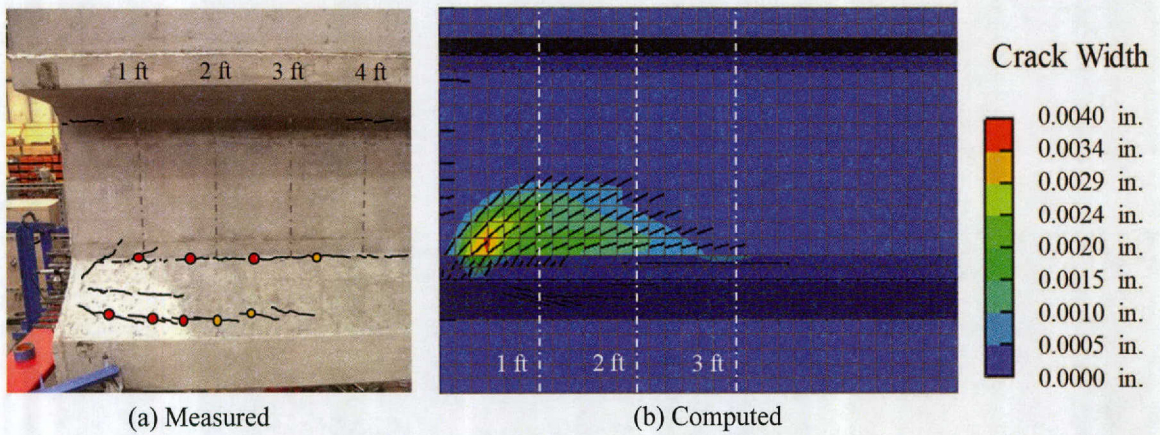 1 ft 2 ft 3 ft 4 ft
1 ft 2 ft 3 ft
Crack Width
0.0040 in.
0.0034 in.
0.0029 in.
0.0024 in.
0.0020 in.
0.0015 in.
0.0010 in.
0.0005 in.
0.0000 in.
(a) Measured
(b) Computed